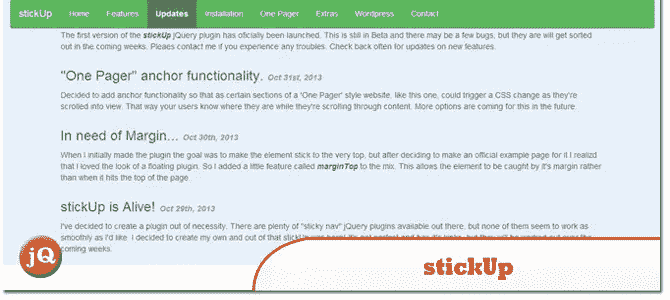 stickUp Home Features Updates Installation One Pager Extras Wordpress Contact
The first version of the stickUp jQuery plugin has oficially been launched. This is still in Beta and there may be a few bugs, but they are will get sorted
out in the coming weeks. Pleaes contact me if you experience any troubles. Check back often for updates on new features.
"One Pager" anchor functionality. Oct 31st, 2013
Decided to add anchor functionality so that as certain sections of a 'One Pager' style website, like this one, could trigger a CSS change as they're
scrolled into view. That way your users know where they are while they're scrolling through content. More options are coming for this in the future.
In need of Margin... Oct 30th, 2013
When I initially made the plugin the goal was to make the element stick to the very top, but after deciding to make an official example page for it I realizd
that I loved the look of a floating plugin. So I added a little feature called marginTop to the mix. This allows the element to be caught by it's margin rather
than when it hits the top of the page.
stickUp is Alive! Oct 29th, 2013
I've decided to create a plugin out of necessity. There are plenty of "sticky nav" jQuery plugins avaliable out there, but none of them seem to work as
smoothly as I'd like. I decided to create my own and out of that
coming weeks.
jQ
stickUp